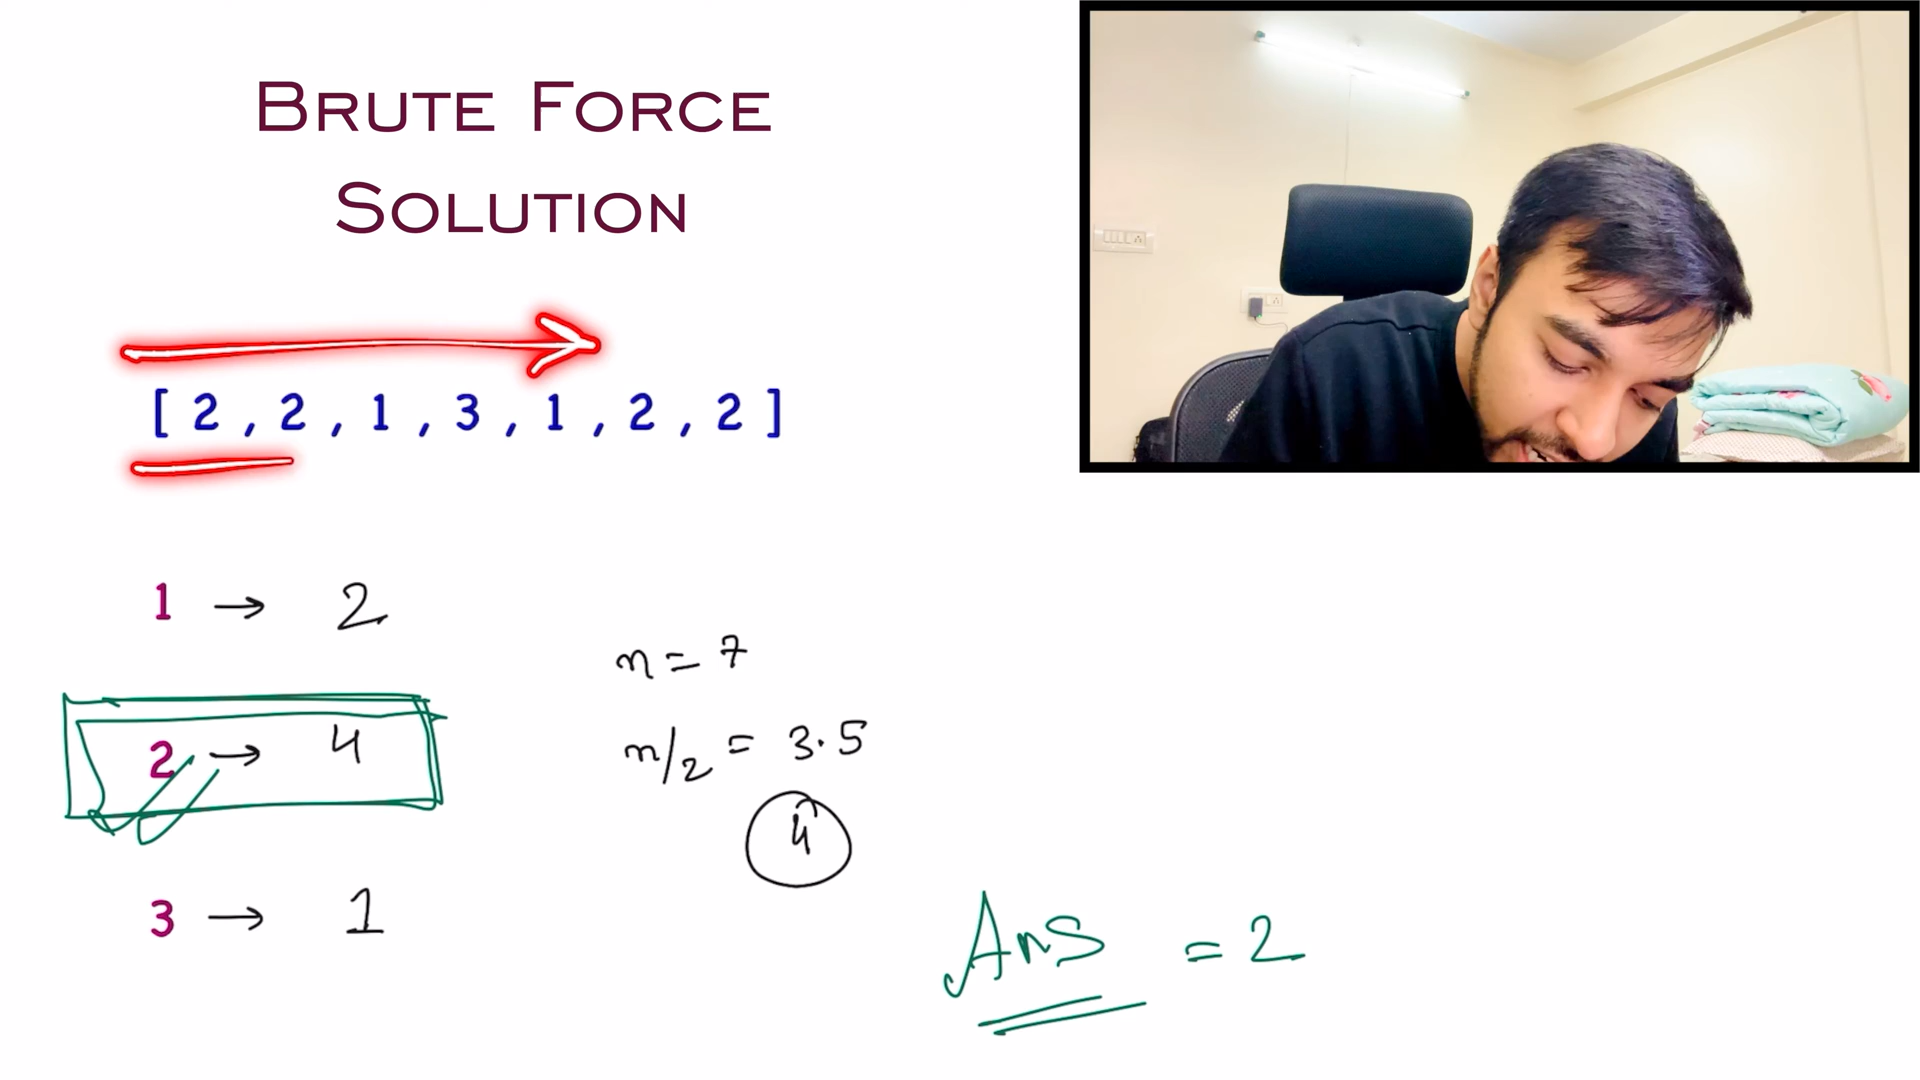 BRUTE FORCE
SOLUTION
[ 2 , 2 , 1 , 3 , 1 , 2 , 2 ]
1 → 2
2 → 4
3 → 1
n = 7
n/2 = 3.5
4
Ans = 2